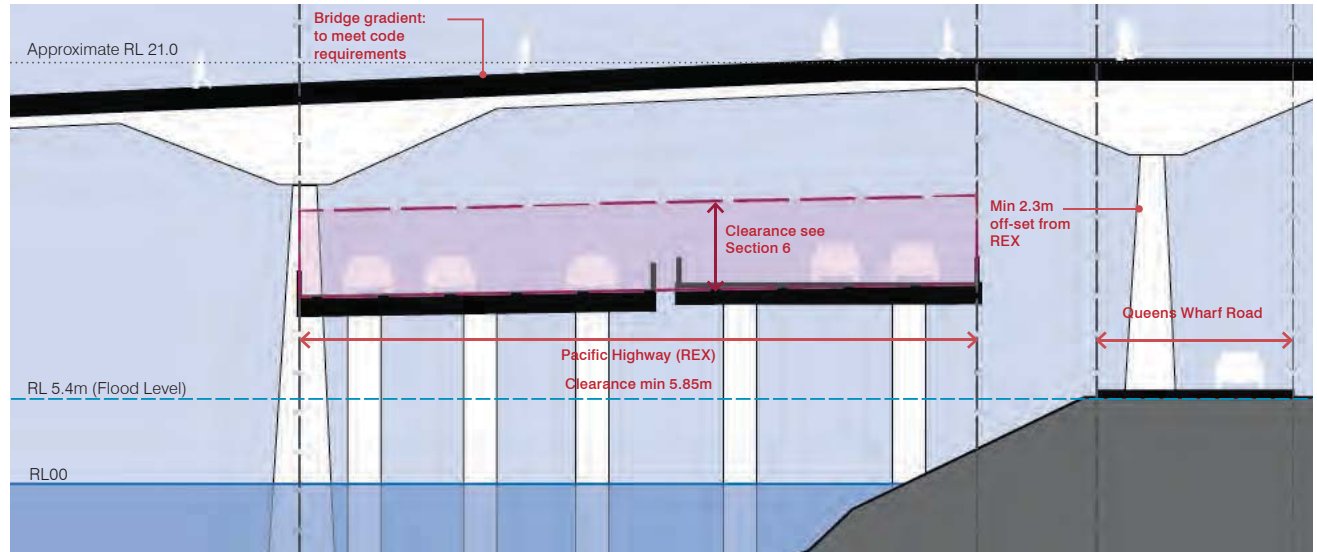 Bridge gradient:
to meet code
requirements
Approximate RL 21.0
Clearance see
Section 6
Min 2.3m
off-set from
REX
Queens Wharf Road
Pacific Highway (REX)
Clearance min 5.85m
RL 5.4m (Flood Level)
RL00